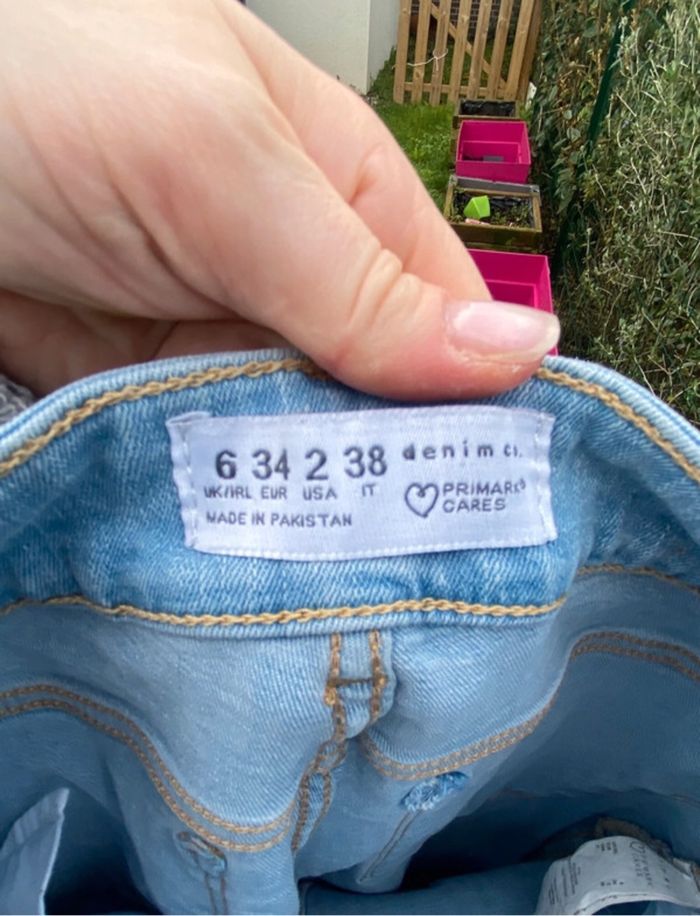 6 34 2 38 denim co.
UK/IRL EUR USA IT
PRIMARK
CARES
MADE IN PAKISTAN